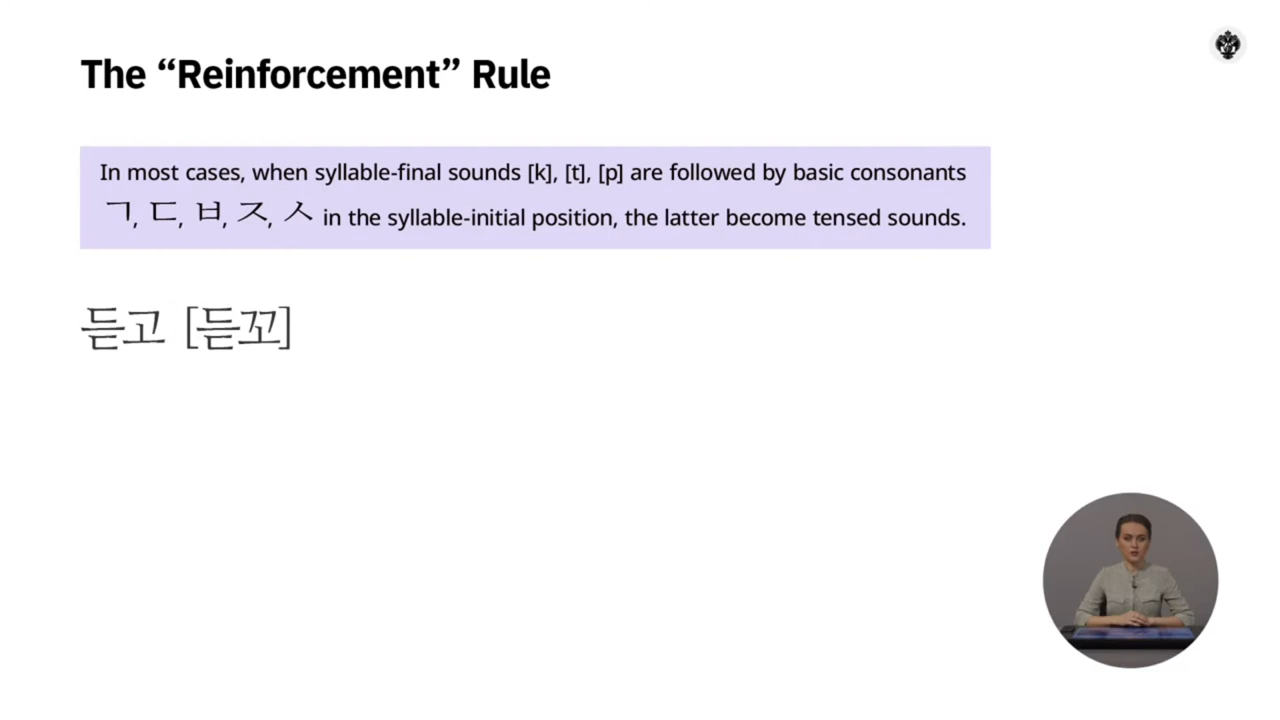 The “Reinforcement” Rule
In most cases, when syllable-final sounds [k], [t], [p] are followed by basic consonants
ㄱ, ㄷ, ㅂ, ㅈ, ㅅ in the syllable-initial position, the latter become tensed sounds.
듣고 [듣꼬]